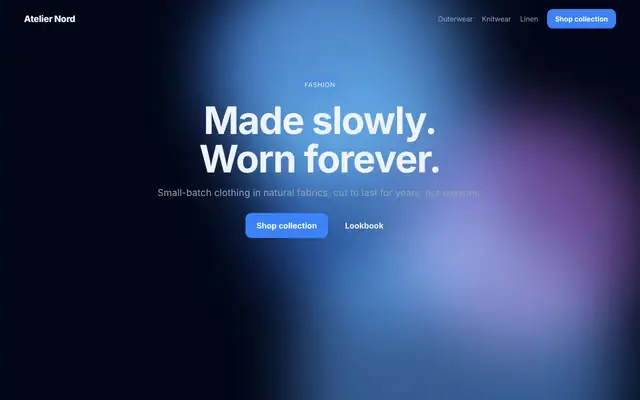 Atelier Nord
Outerwear Knitwear Linen Shop collection
FASHION
Made slowly.
Worn forever.
Small-batch clothing in natural fabrics, cut to last for years, not seasons.
Shop collection Lookbook